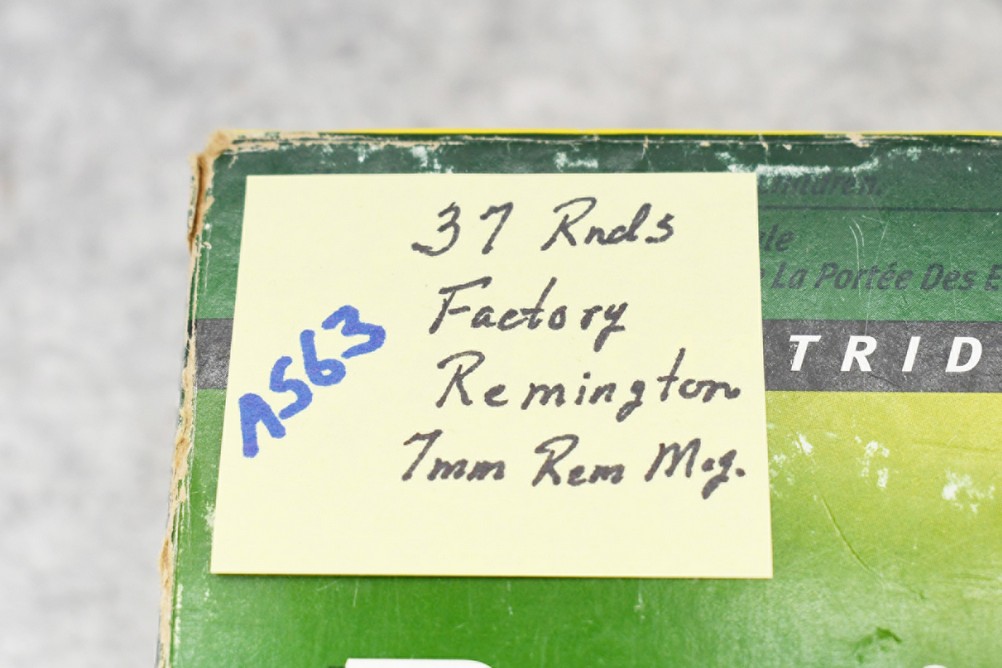 37 Rnds
Factory
Remington
7mm Rem Mag.
A563
La Portée Des
TRID